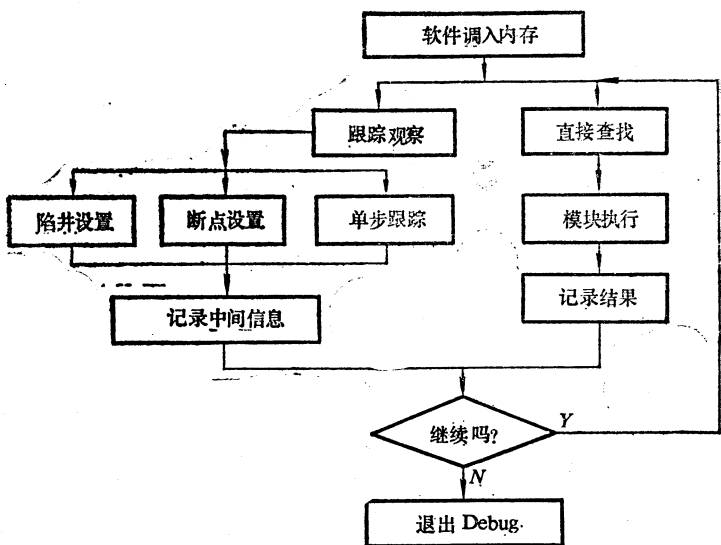 软件调入内存
跟踪观察
直接查找
陷井设置
断点设置
单步跟踪
模块执行
记录中间信息
记录结果
继续吗?
Y
N
退出 Debug.